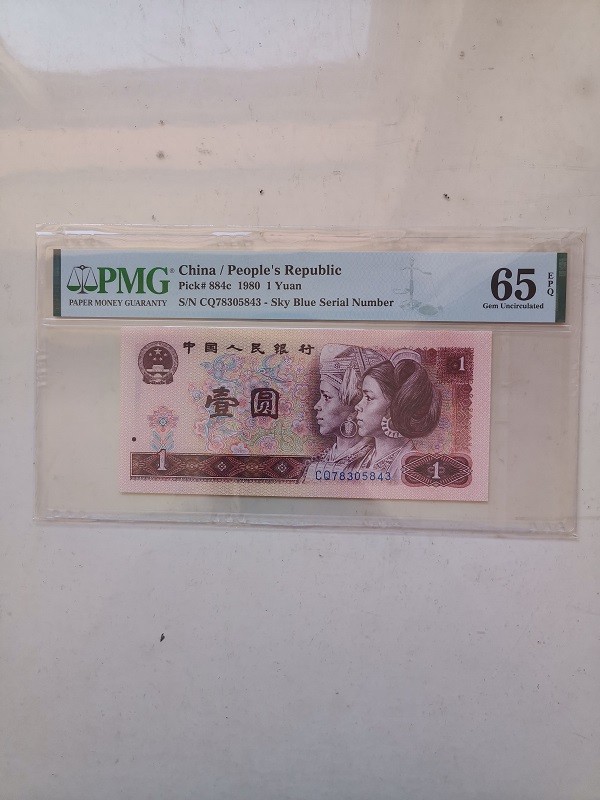 PMG®
PAPER MONEY GUARANTY
China / People's Republic
Pick# 884c 1980 1 Yuan
S/N CQ78305843 - Sky Blue Serial Number
65 EPQ
Gem Uncirculated
中国人民银行
壹圆
1
1
CQ78305843
1